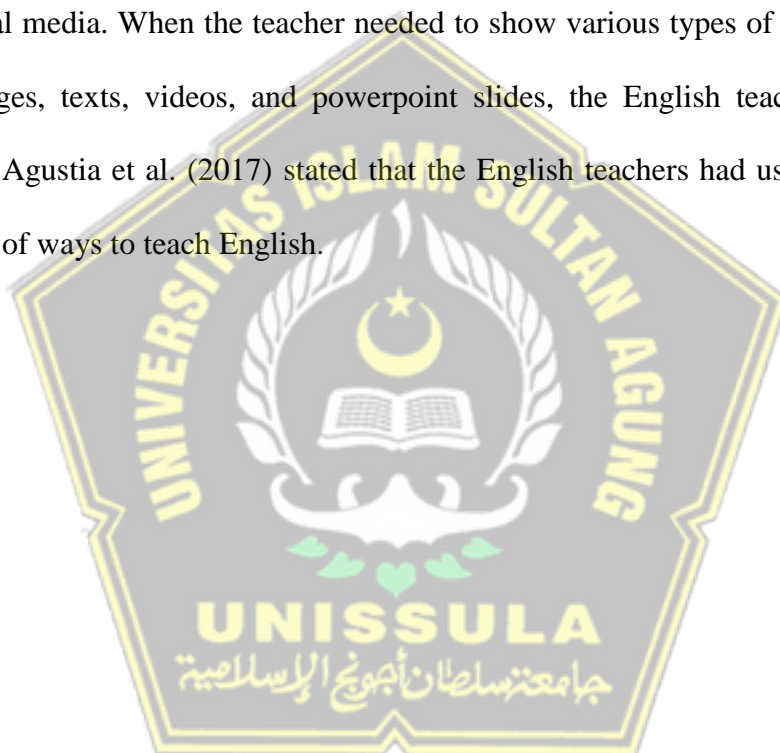 al media. When the teacher needed to show various types of
ges, texts, videos, and powerpoint slides, the English teac
Agustia et al. (2017) stated that the English teachers had us
of ways to teach English.
UNIVERSITAS ISLAM SULTAN AGUNG
UNISSULA
جامعة سلطان أجونج الإسلامية